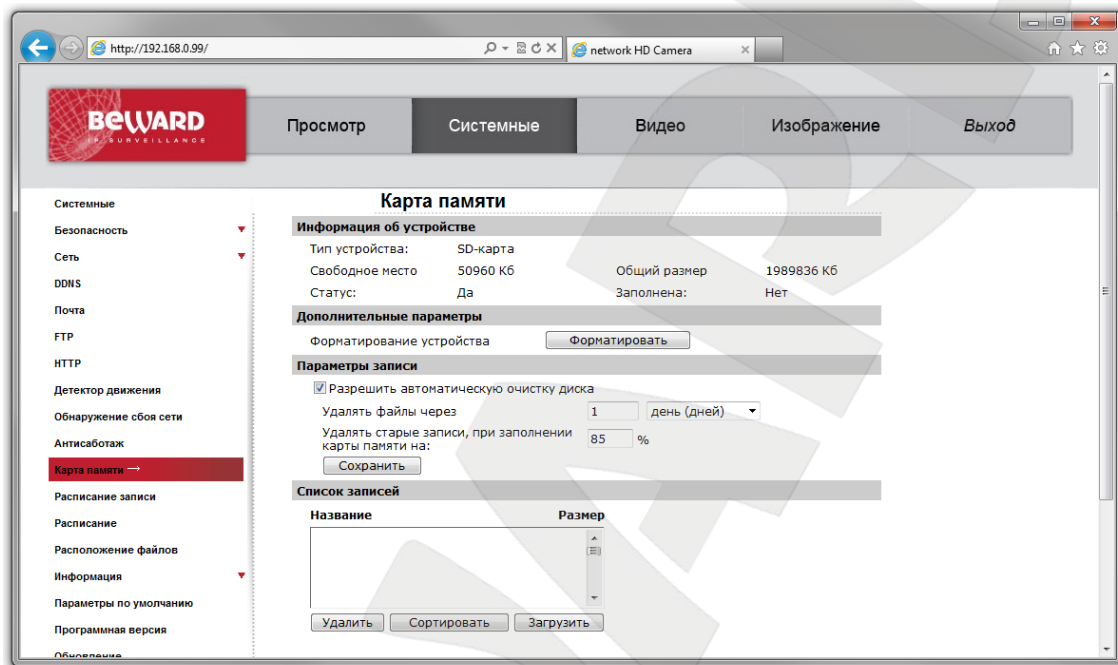 http://192.168.0.99/
network HD Camera
BEWARD
IP SURVEILLANCE
Просмотр
Системные
Видео
Изображение
Выход
Системные
Безопасность
Сеть
DDNS
Почта
FTP
HTTP
Детектор движения
Обнаружение сбоя сети
Антисаботаж
Карта памяти →
Расписание записи
Расписание
Расположение файлов
Информация
Параметры по умолчанию
Программная версия
Обновление
Карта памяти
Информация об устройстве
Тип устройства: SD-карта
Свободное место 50960 Кб Общий размер 1989836 Кб
Статус: Да Заполнена: Нет
Дополнительные параметры
Форматирование устройства Форматировать
Параметры записи
Разрешить автоматическую очистку диска
Удалять файлы через 1 день (дней)
Удалять старые записи, при заполнении
карты памяти на: 85 %
Сохранить
Список записей
Название Размер
Удалить Сортировать Загрузить